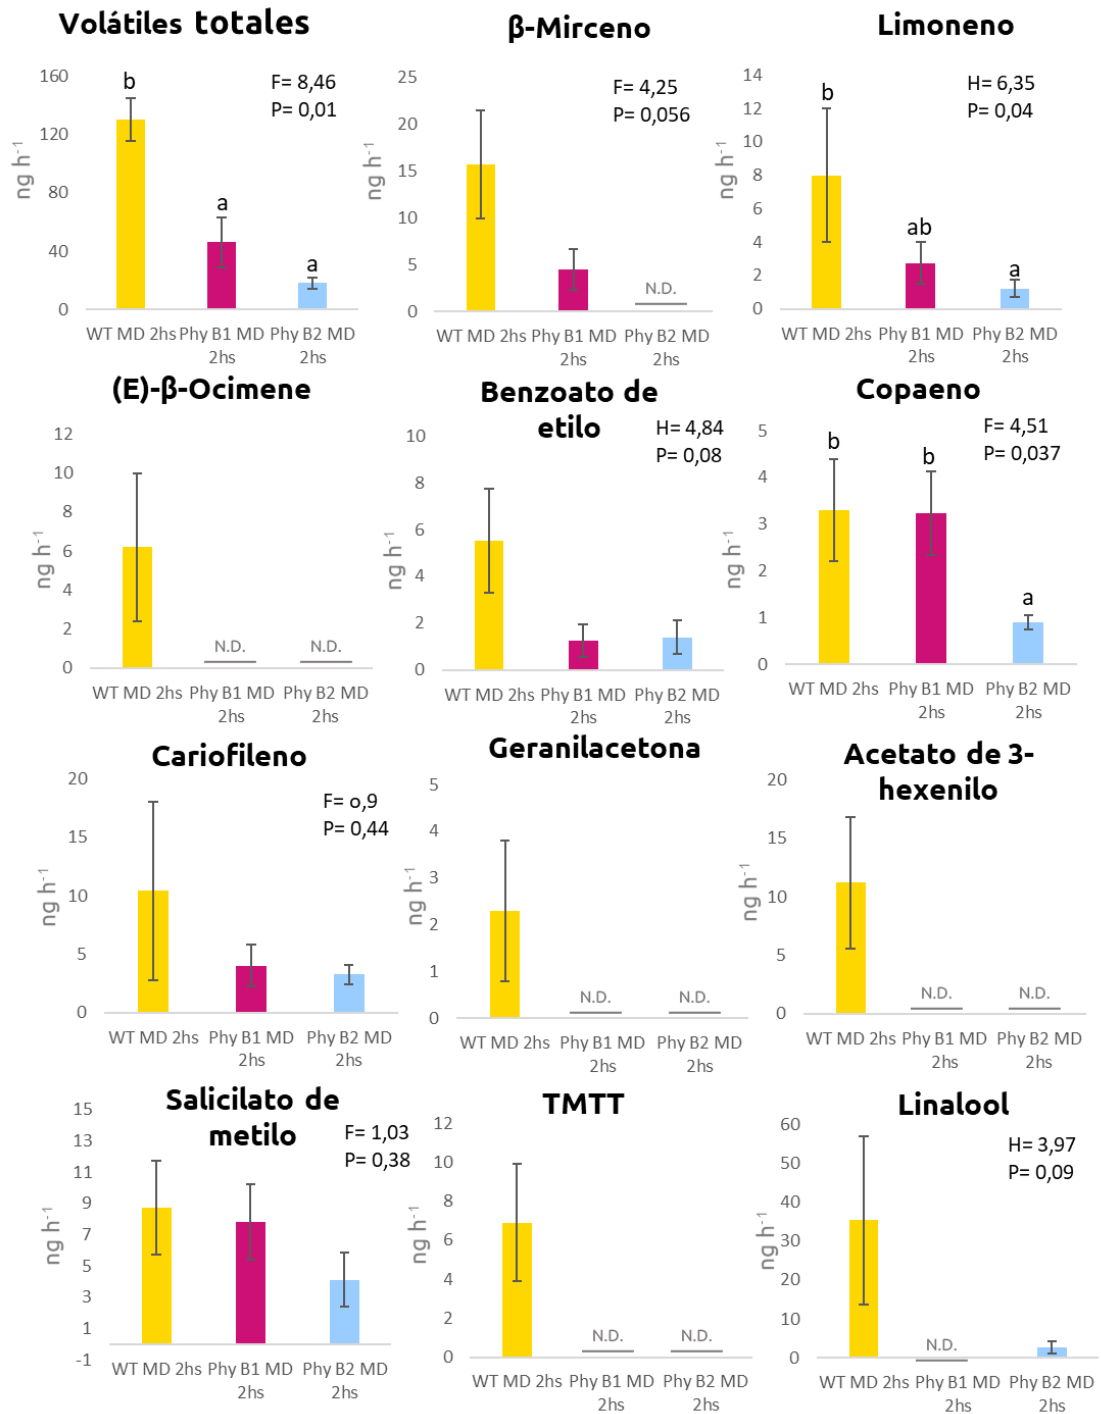 Volátiles totales
160
120
80
40
0
ng h⁻¹
b
a
a
F= 8,46
P= 0,01
WT MD 2hs
Phy B1 MD
2hs
Phy B2 MD
2hs
β-Mirceno
25
20
15
10
5
0
ng h⁻¹
F= 4,25
P= 0,056
N.D.
WT MD 2hs
Phy B1 MD
2hs
Phy B2 MD
2hs
Limoneno
14
12
10
8
6
4
2
0
ng h⁻¹
b
ab
a
H= 6,35
P= 0,04
WT MD 2hs
Phy B1 MD
2hs
Phy B2 MD
2hs
(E)-β-Ocimene
12
10
8
6
4
2
0
ng h⁻¹
N.D.
N.D.
WT MD 2hs
Phy B1 MD
2hs
Phy B2 MD
2hs
Benzoato de
etilo
10
8
6
4
2
0
ng h⁻¹
H= 4,84
P= 0,08
WT MD 2hs
Phy B1 MD
2hs
Phy B2 MD
2hs
Copaeno
5
4
3
2
1
0
ng h⁻¹
b
b
a
F= 4,51
P= 0,037
WT MD 2hs
Phy B1 MD
2hs
Phy B2 MD
2hs
Cariofileno
20
15
10
5
0
ng h⁻¹
F= o,9
P= 0,44
WT MD 2hs
Phy B1 MD
2hs
Phy B2 MD
2hs
Geranilacetona
5
4
3
2
1
0
ng h⁻¹
N.D.
N.D.
WT MD 2hs
Phy B1 MD
2hs
Phy B2 MD
2hs
Acetato de 3-
hexenilo
20
15
10
5
0
ng h⁻¹
N.D.
N.D.
WT MD 2hs
Phy B1 MD
2hs
Phy B2 MD
2hs
Salicilato de
metilo
15
13
11
9
7
5
3
1
-1
ng h⁻¹
F= 1,03
P= 0,38
WT MD 2hs
Phy B1 MD
2hs
Phy B2 MD
2hs
TMTT
12
10
8
6
4
2
0
ng h⁻¹
N.D.
N.D.
WT MD 2hs
Phy B1 MD
2hs
Phy B2 MD
2hs
Linalool
60
50
40
30
20
10
0
ng h⁻¹
H= 3,97
P= 0,09
N.D.
WT MD 2hs
Phy B1 MD
2hs
Phy B2 MD
2hs